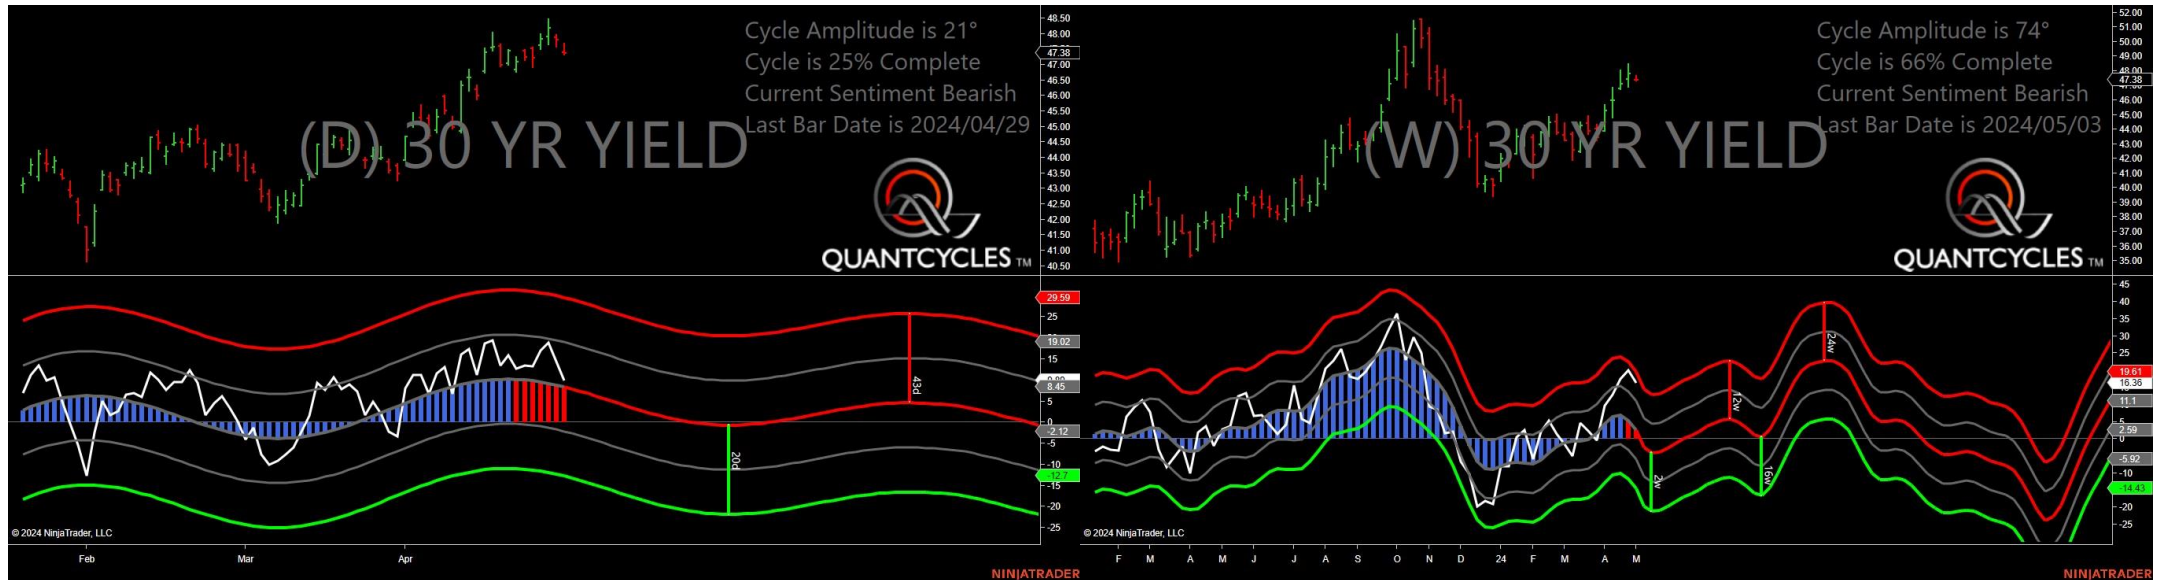 Cycle Amplitude is 21°
Cycle is 25% Complete
Current Sentiment Bearish
Last Bar Date is 2024/04/29
(D) 30 YR YIELD
QUANTCYCLES TM
48.50
48.00
47.38
47.00
46.50
46.00
45.50
45.00
44.50
44.00
43.50
43.00
42.50
42.00
41.50
41.00
40.50
29.59
25
19.02
15
8.45
5
0
-2.12
-5
-10
-12.7
-15
-20
-25
43d
20d
© 2024 NinjaTrader, LLC
Feb Mar Apr
NINJATRADER
Cycle Amplitude is 74°
Cycle is 66% Complete
Current Sentiment Bearish
Last Bar Date is 2024/05/03
(W) 30 YR YIELD
QUANTCYCLES TM
52.00
51.00
50.00
49.00
48.00
47.38
46.00
45.00
44.00
43.00
42.00
41.00
40.00
39.00
38.00
37.00
36.00
35.00
45
40
35
30
25
19.61
16.36
11.1
5
2.59
0
-5.92
-10
-14.43
-20
-25
2w
12w
16w
24w
© 2024 NinjaTrader, LLC
F M A M J J A S O N D 24 F M A M
NINJATRADER